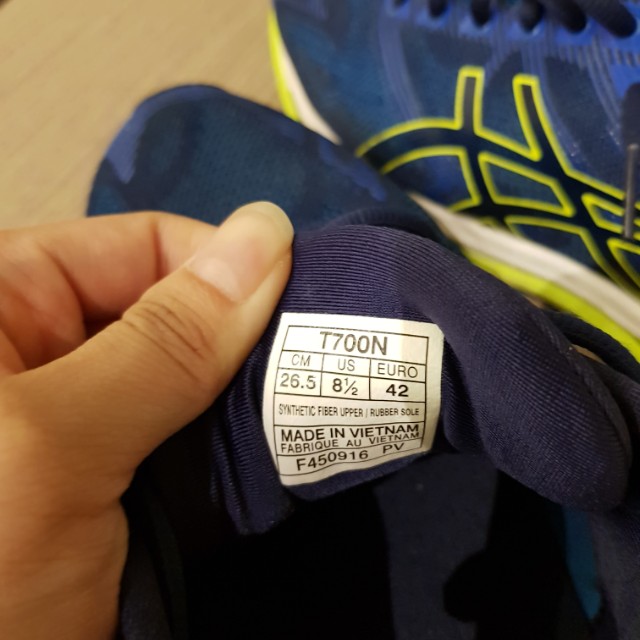 T700N
CM US EURO
26.5 8½ 42
SYNTHETIC FIBER UPPER / RUBBER SOLE
MADE IN VIETNAM
FABRIQUE AU VIETNAM
F450916 PV